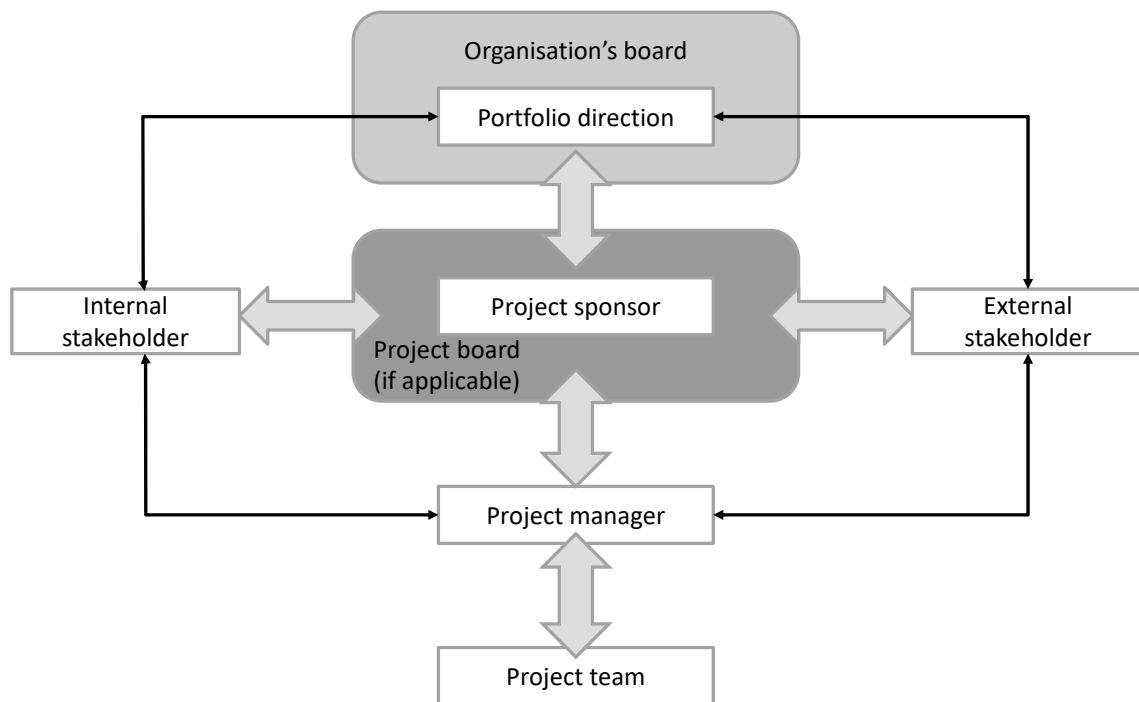 Organisation’s board
Portfolio direction
Internal
stakeholder
Project sponsor
External
stakeholder
Project board
(if applicable)
Project manager
Project team